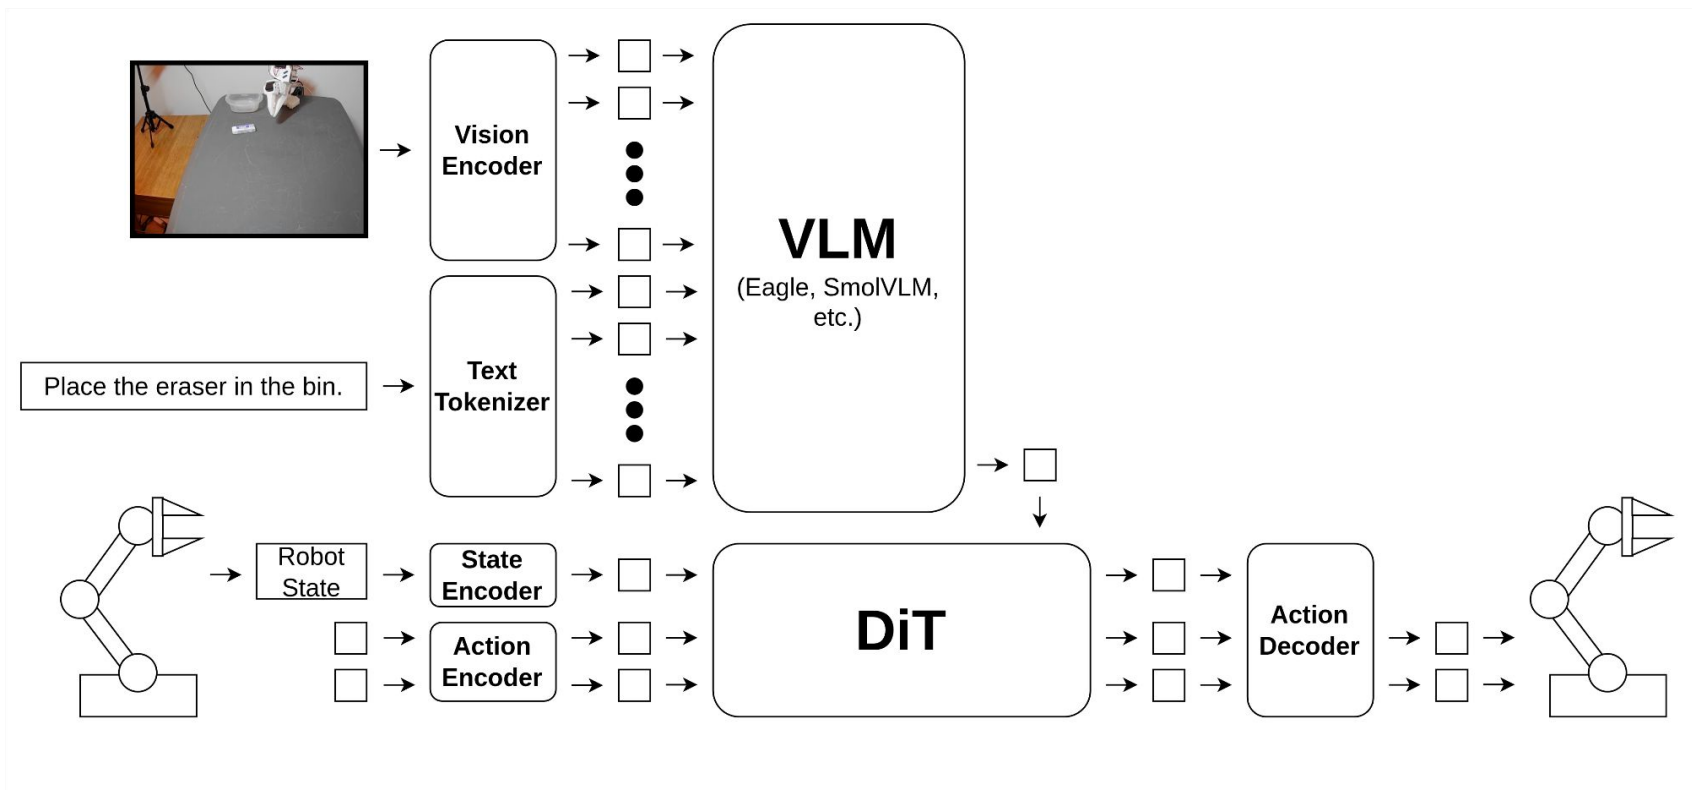 Vision
Encoder
VLM
(Eagle, SmolVLM,
etc.)
Place the eraser in the bin.
Text
Tokenizer
Robot
State
State
Encoder
Action
Encoder
DiT
Action
Decoder